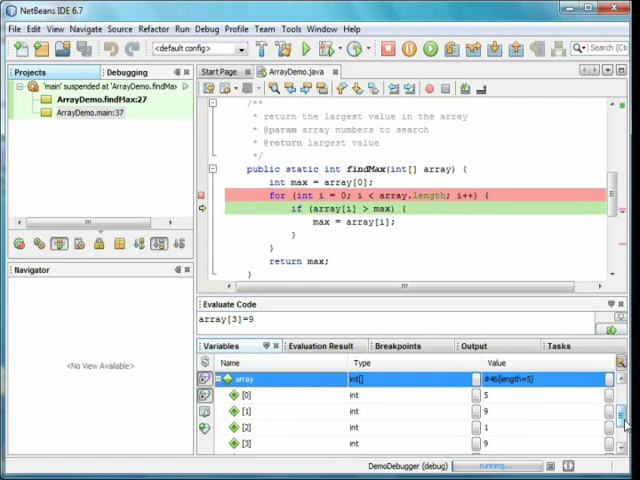 NetBeans IDE 6.7
File Edit View Navigate Source Refactor Run Debug Profile Team Tools Window Help
<default config>
Search (Ctrl
Projects
Debugging
Start Page
ArrayDemo.java
'main' suspended at 'ArrayDemo.findMax
ArrayDemo.findMax:27
ArrayDemo.main:37
/**
* return the largest value in the array
* @param array numbers to search
* @return largest value
*/
public static int findMax(int[] array) {
int max = array[0];
for (int i = 0; i < array.length; i++) {
if (array[i] > max) {
max = array[i];
}
}
return max;
}
Navigator
<No View Available>
Evaluate Code
array[3]=9
Variables
Evaluation Result
Breakpoints
Output
Tasks
Name Type Value
array int[] #46(length=5)
[0] int 5
[1] int 9
[2] int 1
[3] int 9
DemoDebugger (debug)
running...